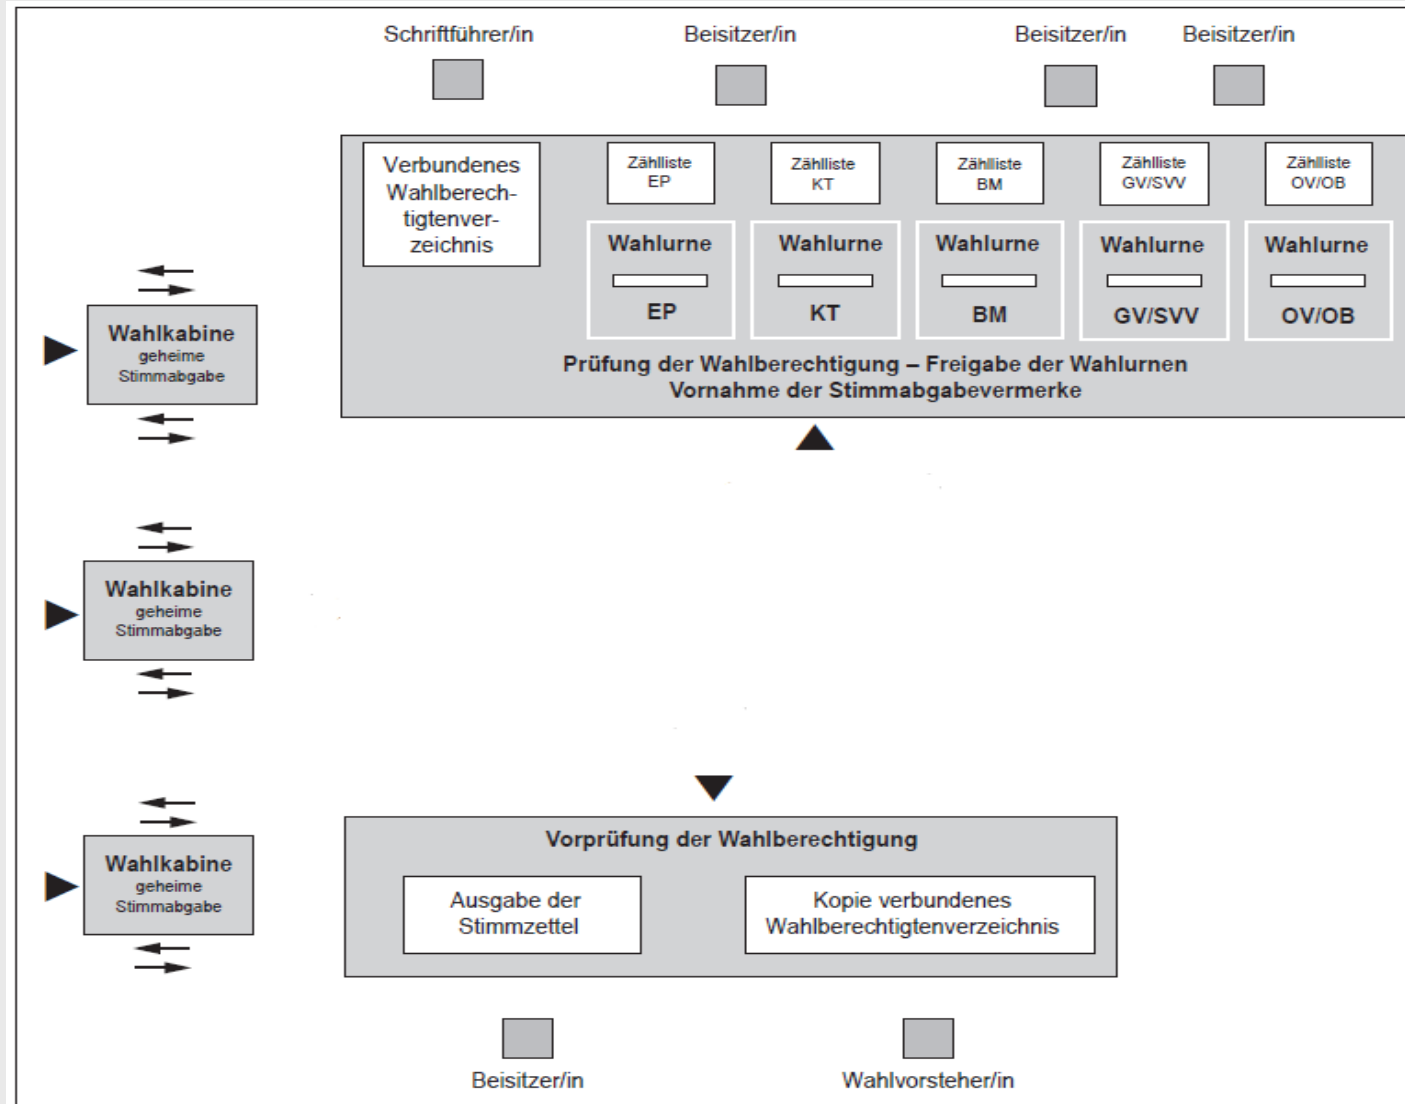 Schriftführer/in
Beisitzer/in
Beisitzer/in
Beisitzer/in
Verbundenes
Wahlberech-
tigtenver-
zeichnis
Zählliste
EP
Zählliste
KT
Zählliste
BM
Zählliste
GV/SVV
Zählliste
OV/OB
Wahlurne
EP
Wahlurne
KT
Wahlurne
BM
Wahlurne
GV/SVV
Wahlurne
OV/OB
Prüfung der Wahlberechtigung – Freigabe der Wahlurnen
Vornahme der Stimmabgabevermerke
Wahlkabine
geheime
Stimmabgabe
Wahlkabine
geheime
Stimmabgabe
Wahlkabine
geheime
Stimmabgabe
Vorprüfung der Wahlberechtigung
Ausgabe der
Stimmzettel
Kopie verbundenes
Wahlberechtigtenverzeichnis
Beisitzer/in
Wahlvorsteher/in